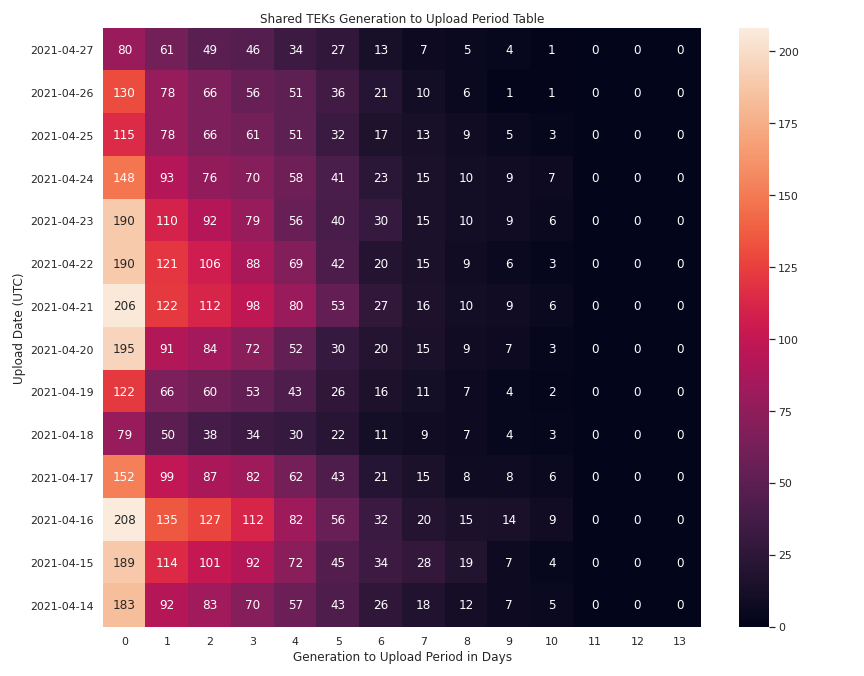 Shared TEKs Generation to Upload Period Table
Upload Date (UTC)
2021-04-27 80 61 49 46 34 27 13 7 5 4 1 0 0 0
2021-04-26 130 78 66 56 51 36 21 10 6 1 1 0 0 0
2021-04-25 115 78 66 61 51 32 17 13 9 5 3 0 0 0
2021-04-24 148 93 76 70 58 41 23 15 10 9 7 0 0 0
2021-04-23 190 110 92 79 56 40 30 15 10 9 6 0 0 0
2021-04-22 190 121 106 88 69 42 20 15 9 6 3 0 0 0
2021-04-21 206 122 112 98 80 53 27 16 10 9 6 0 0 0
2021-04-20 195 91 84 72 52 30 20 15 9 7 3 0 0 0
2021-04-19 122 66 60 53 43 26 16 11 7 4 2 0 0 0
2021-04-18 79 50 38 34 30 22 11 9 7 4 3 0 0 0
2021-04-17 152 99 87 82 62 43 21 15 8 8 6 0 0 0
2021-04-16 208 135 127 112 82 56 32 20 15 14 9 0 0 0
2021-04-15 189 114 101 92 72 45 34 28 19 7 4 0 0 0
2021-04-14 183 92 83 70 57 43 26 18 12 7 5 0 0 0
0 1 2 3 4 5 6 7 8 9 10 11 12 13
Generation to Upload Period in Days
200
175
150
125
100
75
50
25
0